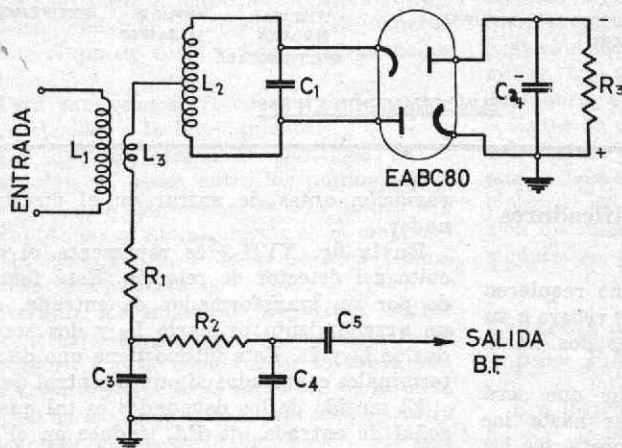 L2
C1
C2
-
-
+
R3
+
EABC80
ENTRADA
L1
L3
R1
R2
C5
SALIDA
B.F.
C3
C4